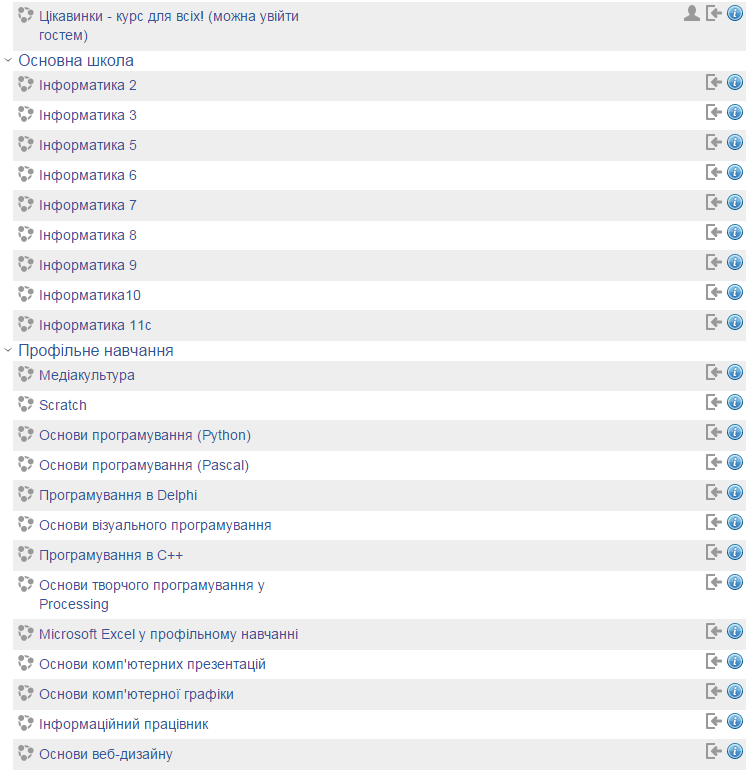 Цікавинки - курс для всіх! (можна увійти
гостем)
Основна школа
Інформатика 2
Інформатика 3
Інформатика 5
Інформатика 6
Інформатика 7
Інформатика 8
Інформатика 9
Інформатика10
Інформатика 11с
Профільне навчання
Медіакультура
Scratch
Основи програмування (Python)
Основи програмування (Pascal)
Програмування в Delphi
Основи візуального програмування
Програмування в C++
Основи творчого програмування у
Processing
Microsoft Excel у профільному навчанні
Основи комп'ютерних презентацій
Основи комп'ютерної графіки
Інформаційний працівник
Основи веб-дизайну